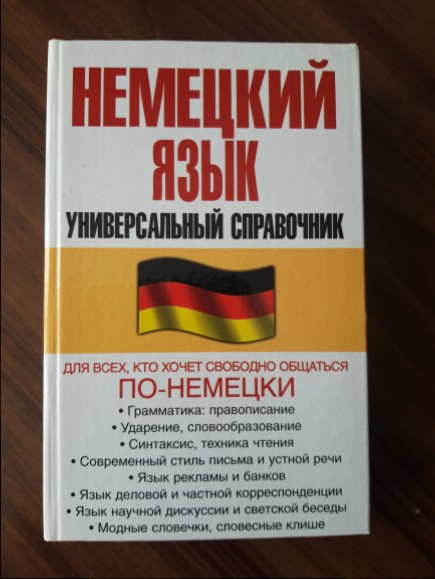 НЕМЕЦКИЙ
ЯЗЫК
УНИВЕРСАЛЬНЫЙ СПРАВОЧНИК
ДЛЯ ВСЕХ, КТО ХОЧЕТ СВОБОДНО ОБЩАТЬСЯ
ПО-НЕМЕЦКИ
• Грамматика: правописание
• Ударение, словообразование
• Синтаксис, техника чтения
• Современный стиль письма и устной речи
• Язык рекламы и банков
• Язык деловой и частной корреспонденции
• Язык научной дискуссии и светской беседы
• Модные словечки, словесные клише